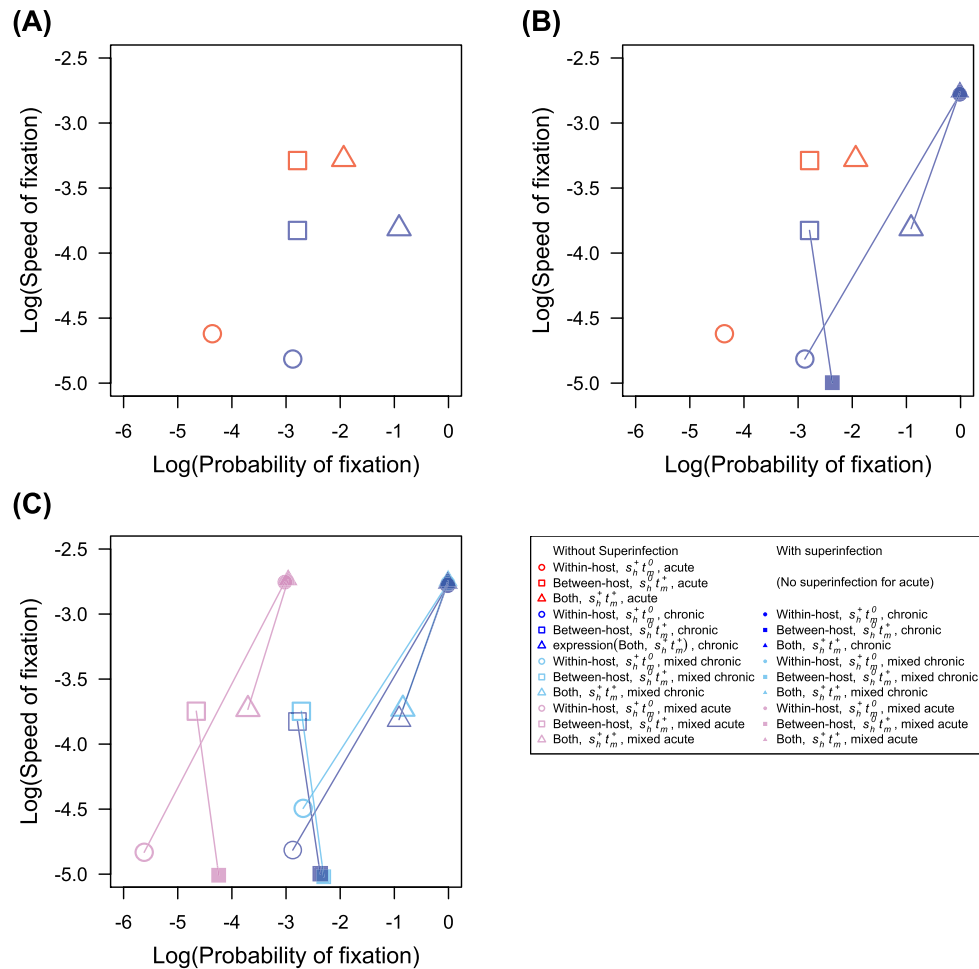 (A)
-2.5
-3.0
-3.5
-4.0
-4.5
-5.0
-6 -5 -4 -3 -2 -1 0
Log(Speed of fixation)
Log(Probability of fixation)
(B)
-2.5
-3.0
-3.5
-4.0
-4.5
-5.0
-6 -5 -4 -3 -2 -1 0
Log(Speed of fixation)
Log(Probability of fixation)
(C)
-2.5
-3.0
-3.5
-4.0
-4.5
-5.0
-6 -5 -4 -3 -2 -1 0
Log(Speed of fixation)
Log(Probability of fixation)
Without Superinfection
Within-host, s_h^+ t_m^0, acute
Between-host, s_h^0 t_m^+, acute
Both, s_h^+ t_m^+, acute
Within-host, s_h^+ t_m^0, chronic
Between-host, s_h^0 t_m^+, chronic
expression(Both, s_h^+ t_m^+), chronic
Within-host, s_h^+ t_m^0, mixed chronic
Between-host, s_h^0 t_m^+, mixed chronic
Both, s_h^+ t_m^+, mixed chronic
Within-host, s_h^+ t_m^0, mixed acute
Between-host, s_h^0 t_m^+, mixed acute
Both, s_h^+ t_m^+, mixed acute
With superinfection
(No superinfection for acute)
Within-host, s_h^+ t_m^0, chronic
Between-host, s_h^0 t_m^+, chronic
Both, s_h^+ t_m^+, chronic
Within-host, s_h^+ t_m^0, mixed chronic
Between-host, s_h^0 t_m^+, mixed chronic
Both, s_h^+ t_m^+, mixed chronic
Within-host, s_h^+ t_m^0, mixed acute
Between-host, s_h^0 t_m^+, mixed acute
Both, s_h^+ t_m^+, mixed acute